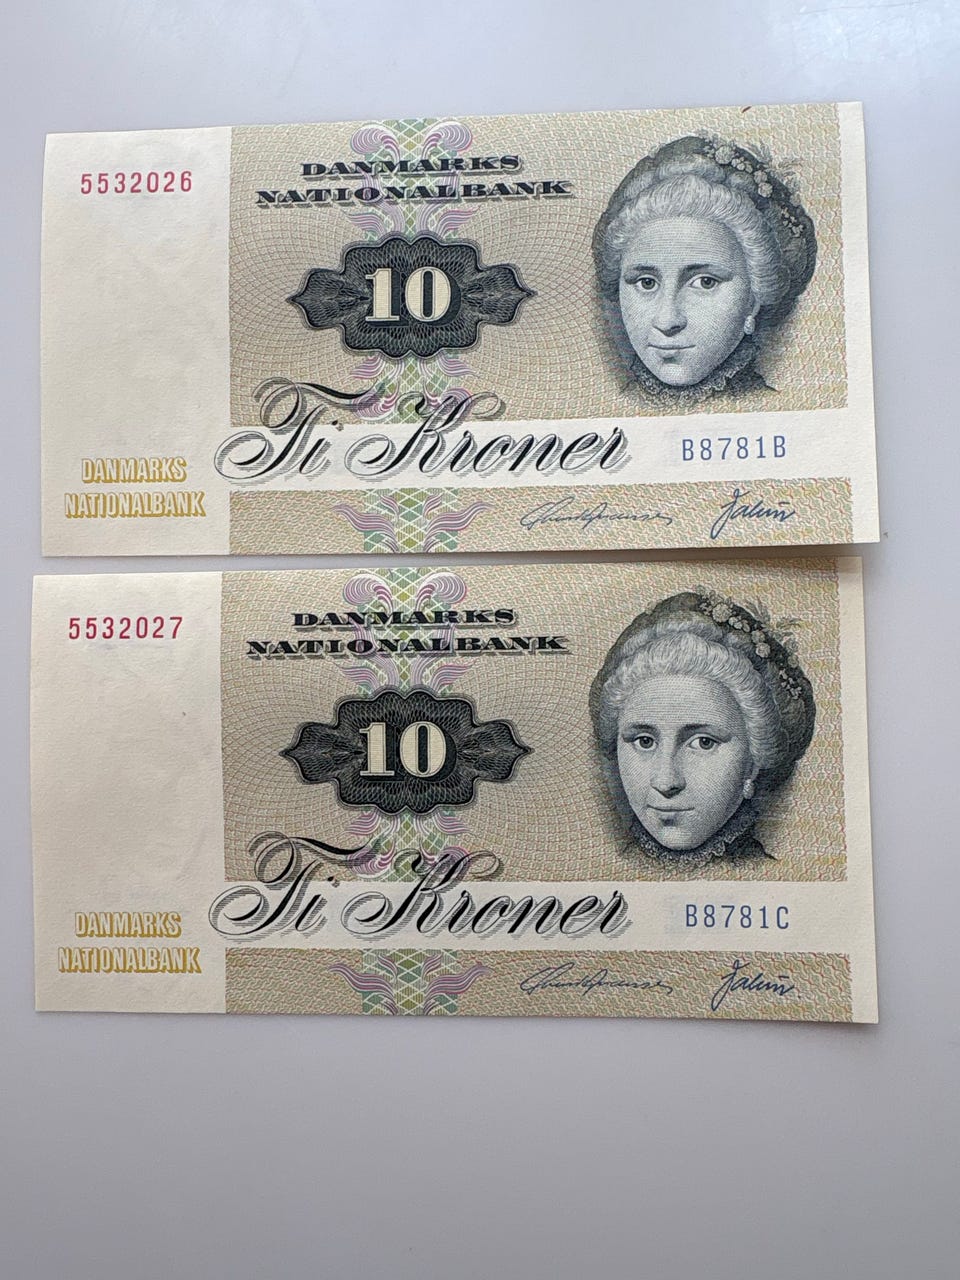 5532026
DANMARKS
NATIONALBANK
10
Ti Kroner
B8781B
DANMARKS
NATIONALBANK
5532027
DANMARKS
NATIONALBANK
10
Ti Kroner
B8781C
DANMARKS
NATIONALBANK